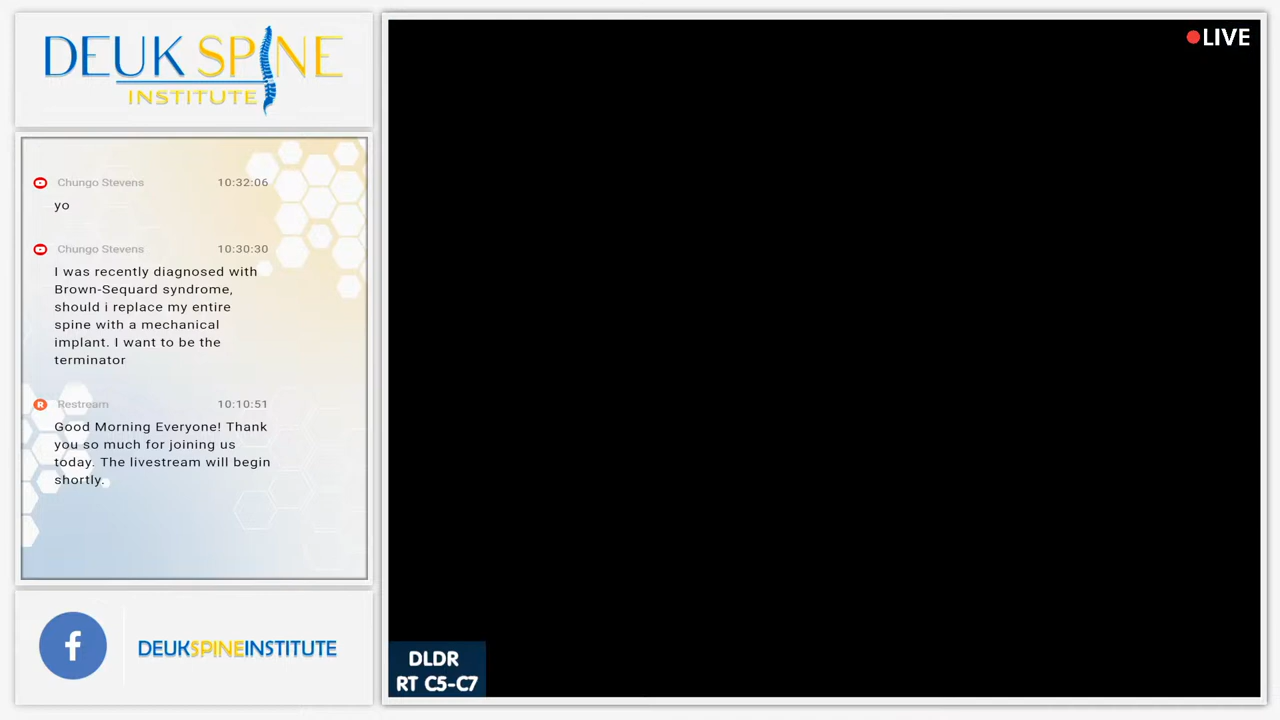 DEUK SPINE
INSTITUTE
Chungo Stevens 10:32:06
yo
Chungo Stevens 10:30:30
I was recently diagnosed with
Brown-Sequard syndrome,
should i replace my entire
spine with a mechanical
implant. I want to be the
terminator
R Restream 10:10:51
Good Morning Everyone! Thank
you so much for joining us
today. The livestream will begin
shortly.
f DEUKSPINEINSTITUTE
LIVE
DLDR
RT C5-C7